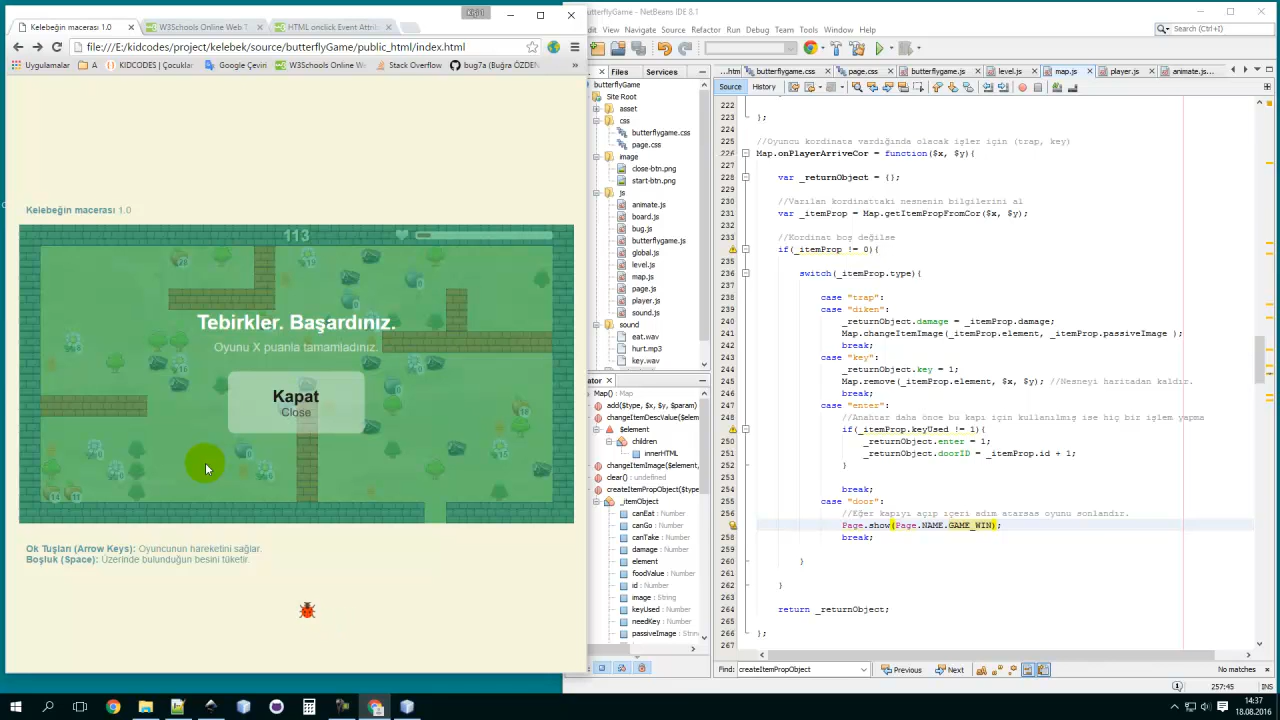 Kelebeğin macerası 1.0
W3Schools Online Web T
HTML onclick Event Attrib
file:///E:/kidcodes/project/kelebek/source/butterflyGame/public_html/index.html
Uygulamalar
A
KIDCODES | Çocuklar
Google Çeviri
W3Schools Online We
Stack Overflow
bug7a (Buğra ÖZDEN
»
Kelebeğin macerası 1.0
113
Tebirkler. Başardınız.
Oyunu X puanla tamamladınız.
Kapat
Close
Ok Tuşları (Arrow Keys): Oyuncunun hareketini sağlar.
Boşluk (Space): Üzerinde bulunduğun besini tüketir.
butterflyGame - NetBeans IDE 8.1
Edit View Navigate Source Refactor Run Debug Team Tools Window Help
Search (Ctrl+I)
Files
Services
butterflyGame
Site Root
asset
css
butterflygame.css
page.css
image
close-btn.png
start-btn.png
js
animate.js
board.js
bug.js
butterflygame.js
global.js
level.js
map.js
page.js
player.js
sound.js
sound
eat.wav
hurt.mp3
key.wav
ator
Map()
add($type, $x, $y, $param)
changeItemDescValue($element,
$element
children
innerHTML
changeItemImage($element,
clear() : undefined
createItemPropObject($type
_itemObject
canEat : Number
canGo : Number
canTake : Number
damage : Number
element
foodValue : Number
id : Number
image : String
keyUsed : Number
needKey : Number
passiveImage : String
...htm
butterflygame.css
page.css
butterflygame.js
level.js
map.js
player.js
animate.js...
Source
History
222
223 };
224
225 //Oyuncu kordinata vardığında olacak işler için (trap, key)
226 Map.onPlayerArriveCor = function($x, $y){
228 var _returnObject = {};
229
230 //Varılan kordinattaki nesnenin bilgilerini al
231 var _itemProp = Map.getItemPropFromCor($x, $y);
232
233 //Kordinat boş değilse
if(_itemProp != 0){
235
236 switch(_itemProp.type){
237
238 case "trap":
239 case "diken":
240 _returnObject.damage = _itemProp.damage;
241 Map.changeItemImage(_itemProp.element, _itemProp.passiveImage );
242 break;
243 case "key":
244 _returnObject.key = 1;
245 Map.remove(_itemProp.element, $x, $y); //Nesneyi haritadan kaldır.
246 break;
247 case "enter":
248 //Anahtar daha önce bu kapı için kullanılmış ise hiç bir işlem yapma
if(_itemProp.keyUsed != 1){
250 _returnObject.enter = 1;
251 _returnObject.doorID = _itemProp.id + 1;
252 }
253
254 break;
255 case "door":
256 //Eğer kapıyı açıp içeri adım atarsas oyunu sonlandır.
Page.show(Page.NAME.GAME_WIN);
258 break;
259
260 }
261
262 }
263
264 return _returnObject;
265
266 };
267
Find:
createItemPropObject
Previous
Next
No matches
257:45
INS
14:37
18.08.2016